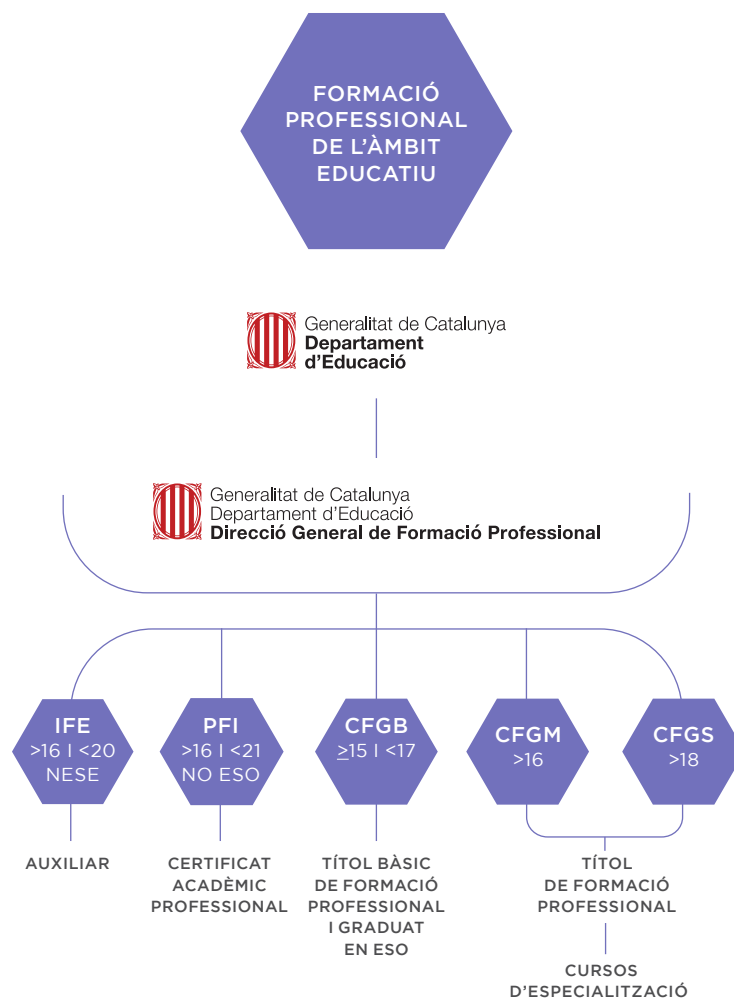 FORMACIÓ
PROFESSIONAL
DE L'ÀMBIT
EDUCATIU
Generalitat de Catalunya
Departament
d'Educació
Generalitat de Catalunya
Departament d'Educació
Direcció General de Formació Professional
IFE
>16 I <20
NESE
PFI
>16 I <21
NO ESO
CFGB
≥15 I <17
CFGM
>16
CFGS
>18
AUXILIAR
CERTIFICAT
ACADÈMIC
PROFESSIONAL
TÍTOL BÀSIC
DE FORMACIÓ
PROFESSIONAL
I GRADUAT
EN ESO
TÍTOL
DE FORMACIÓ
PROFESSIONAL
CURSOS
D'ESPECIALITZACIÓ